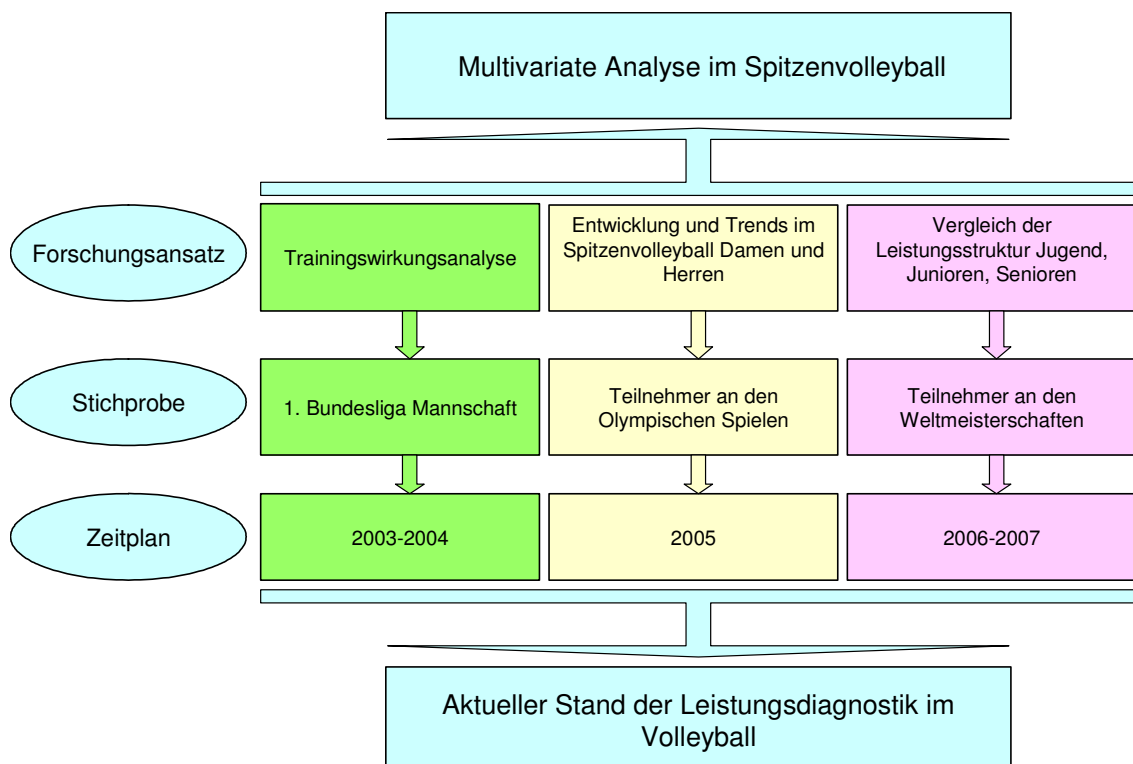 Multivariate Analyse im Spitzenvolleyball
Forschungsansatz
Trainingswirkungsanalyse
Entwicklung und Trends im
Spitzenvolleyball Damen und
Herren
Vergleich der
Leistungsstruktur Jugend,
Junioren, Senioren
Stichprobe
1. Bundesliga Mannschaft
Teilnehmer an den
Olympischen Spielen
Teilnehmer an den
Weltmeisterschaften
Zeitplan
2003-2004
2005
2006-2007
Aktueller Stand der Leistungsdiagnostik im
Volleyball